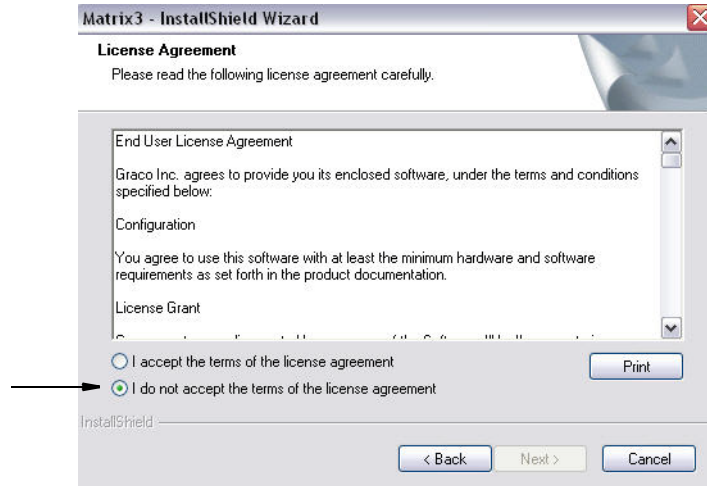 Matrix3 - InstallShield Wizard
License Agreement
Please read the following license agreement carefully.
End User License Agreement
Graco Inc. agrees to provide you its enclosed software, under the terms and conditions
specified below:
Configuration
You agree to use this software with at least the minimum hardware and software
requirements as set forth in the product documentation.
License Grant
I accept the terms of the license agreement
Print
I do not accept the terms of the license agreement
InstallShield
< Back
Next >
Cancel